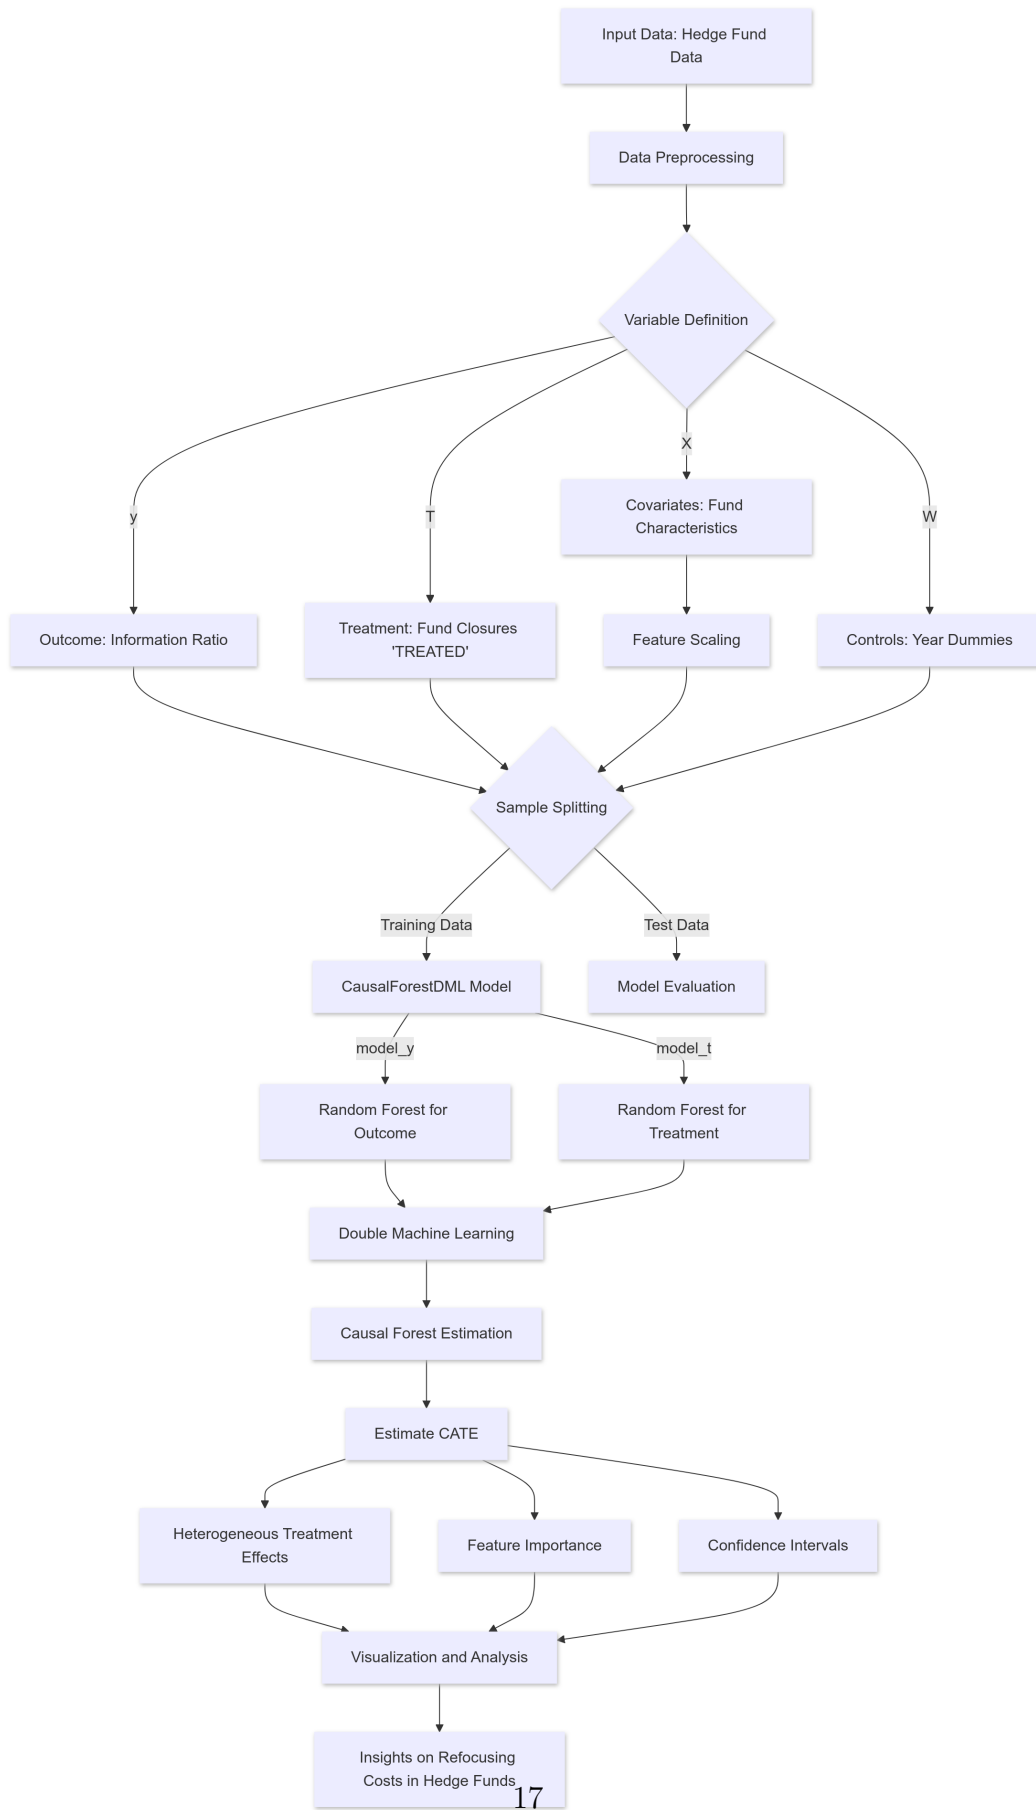 Input Data: Hedge Fund
Data
Data Preprocessing
Variable Definition
X
Covariates: Fund
Characteristics
y
T
W
Outcome: Information Ratio
Treatment: Fund Closures
'TREATED'
Feature Scaling
Controls: Year Dummies
Sample Splitting
Training Data
Test Data
CausalForestDML Model
Model Evaluation
model_y
model_t
Random Forest for
Outcome
Random Forest for
Treatment
Double Machine Learning
Causal Forest Estimation
Estimate CATE
Heterogeneous Treatment
Effects
Feature Importance
Confidence Intervals
Visualization and Analysis
Insights on Refocusing
Costs in Hedge Funds
17